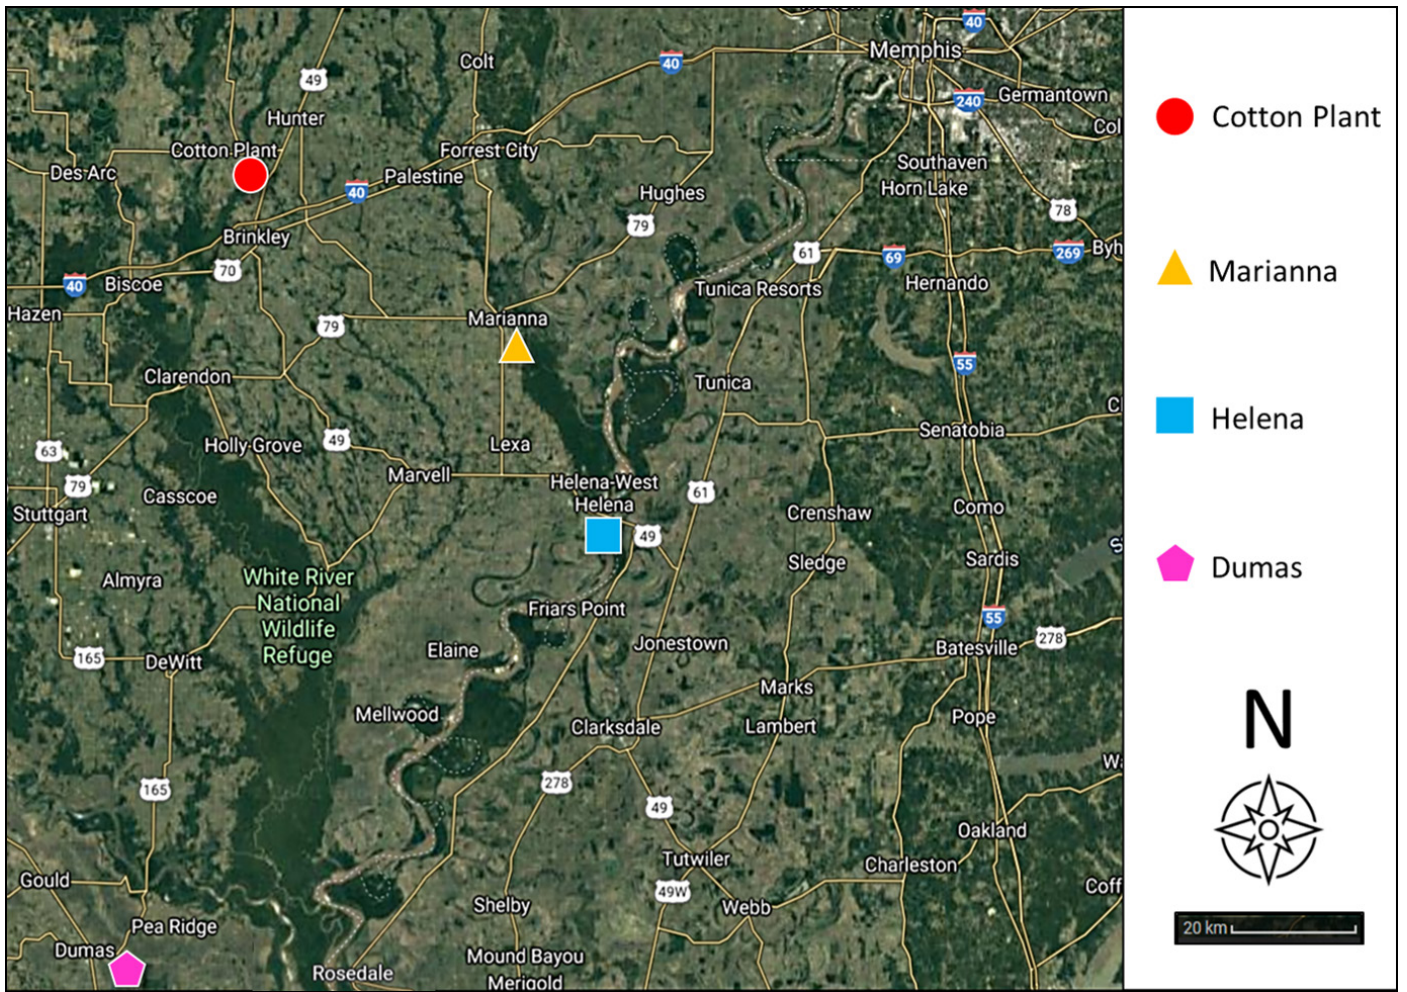 40
Memphis
Colt
40
49
240
Germantown
Hunter
Col
Cotton Plant
Forrest City
Des Arc
Palestine
Southaven
40
Horn Lake
Hughes
78
79
Brinkley
61
69
269
Byh
70
40
Biscoe
Tunica Resorts
Hernando
Hazen
Marianna
79
55
Clarendon
Tunica
Holly Grove
49
Lexa
Senatobia
63
Marvell
79
Helena-West
Helena
61
Casscoe
Stuttgart
Crenshaw
Como
49
Sledge
Sardis
Almyra
White River
National
Wildlife
Refuge
Friars Point
55
278
Jonestown
Elaine
Batesville
165
DeWitt
Marks
Mellwood
Clarksdale
Lambert
Pope
165
278
49
Oakland
Tutwiler
Charleston
Gould
49W
Coff
Shelby
Webb
Pea Ridge
Dumas
Mound Bayou
Rosedale
Merigold
Cotton Plant
Marianna
Helena
Dumas
N
20 km